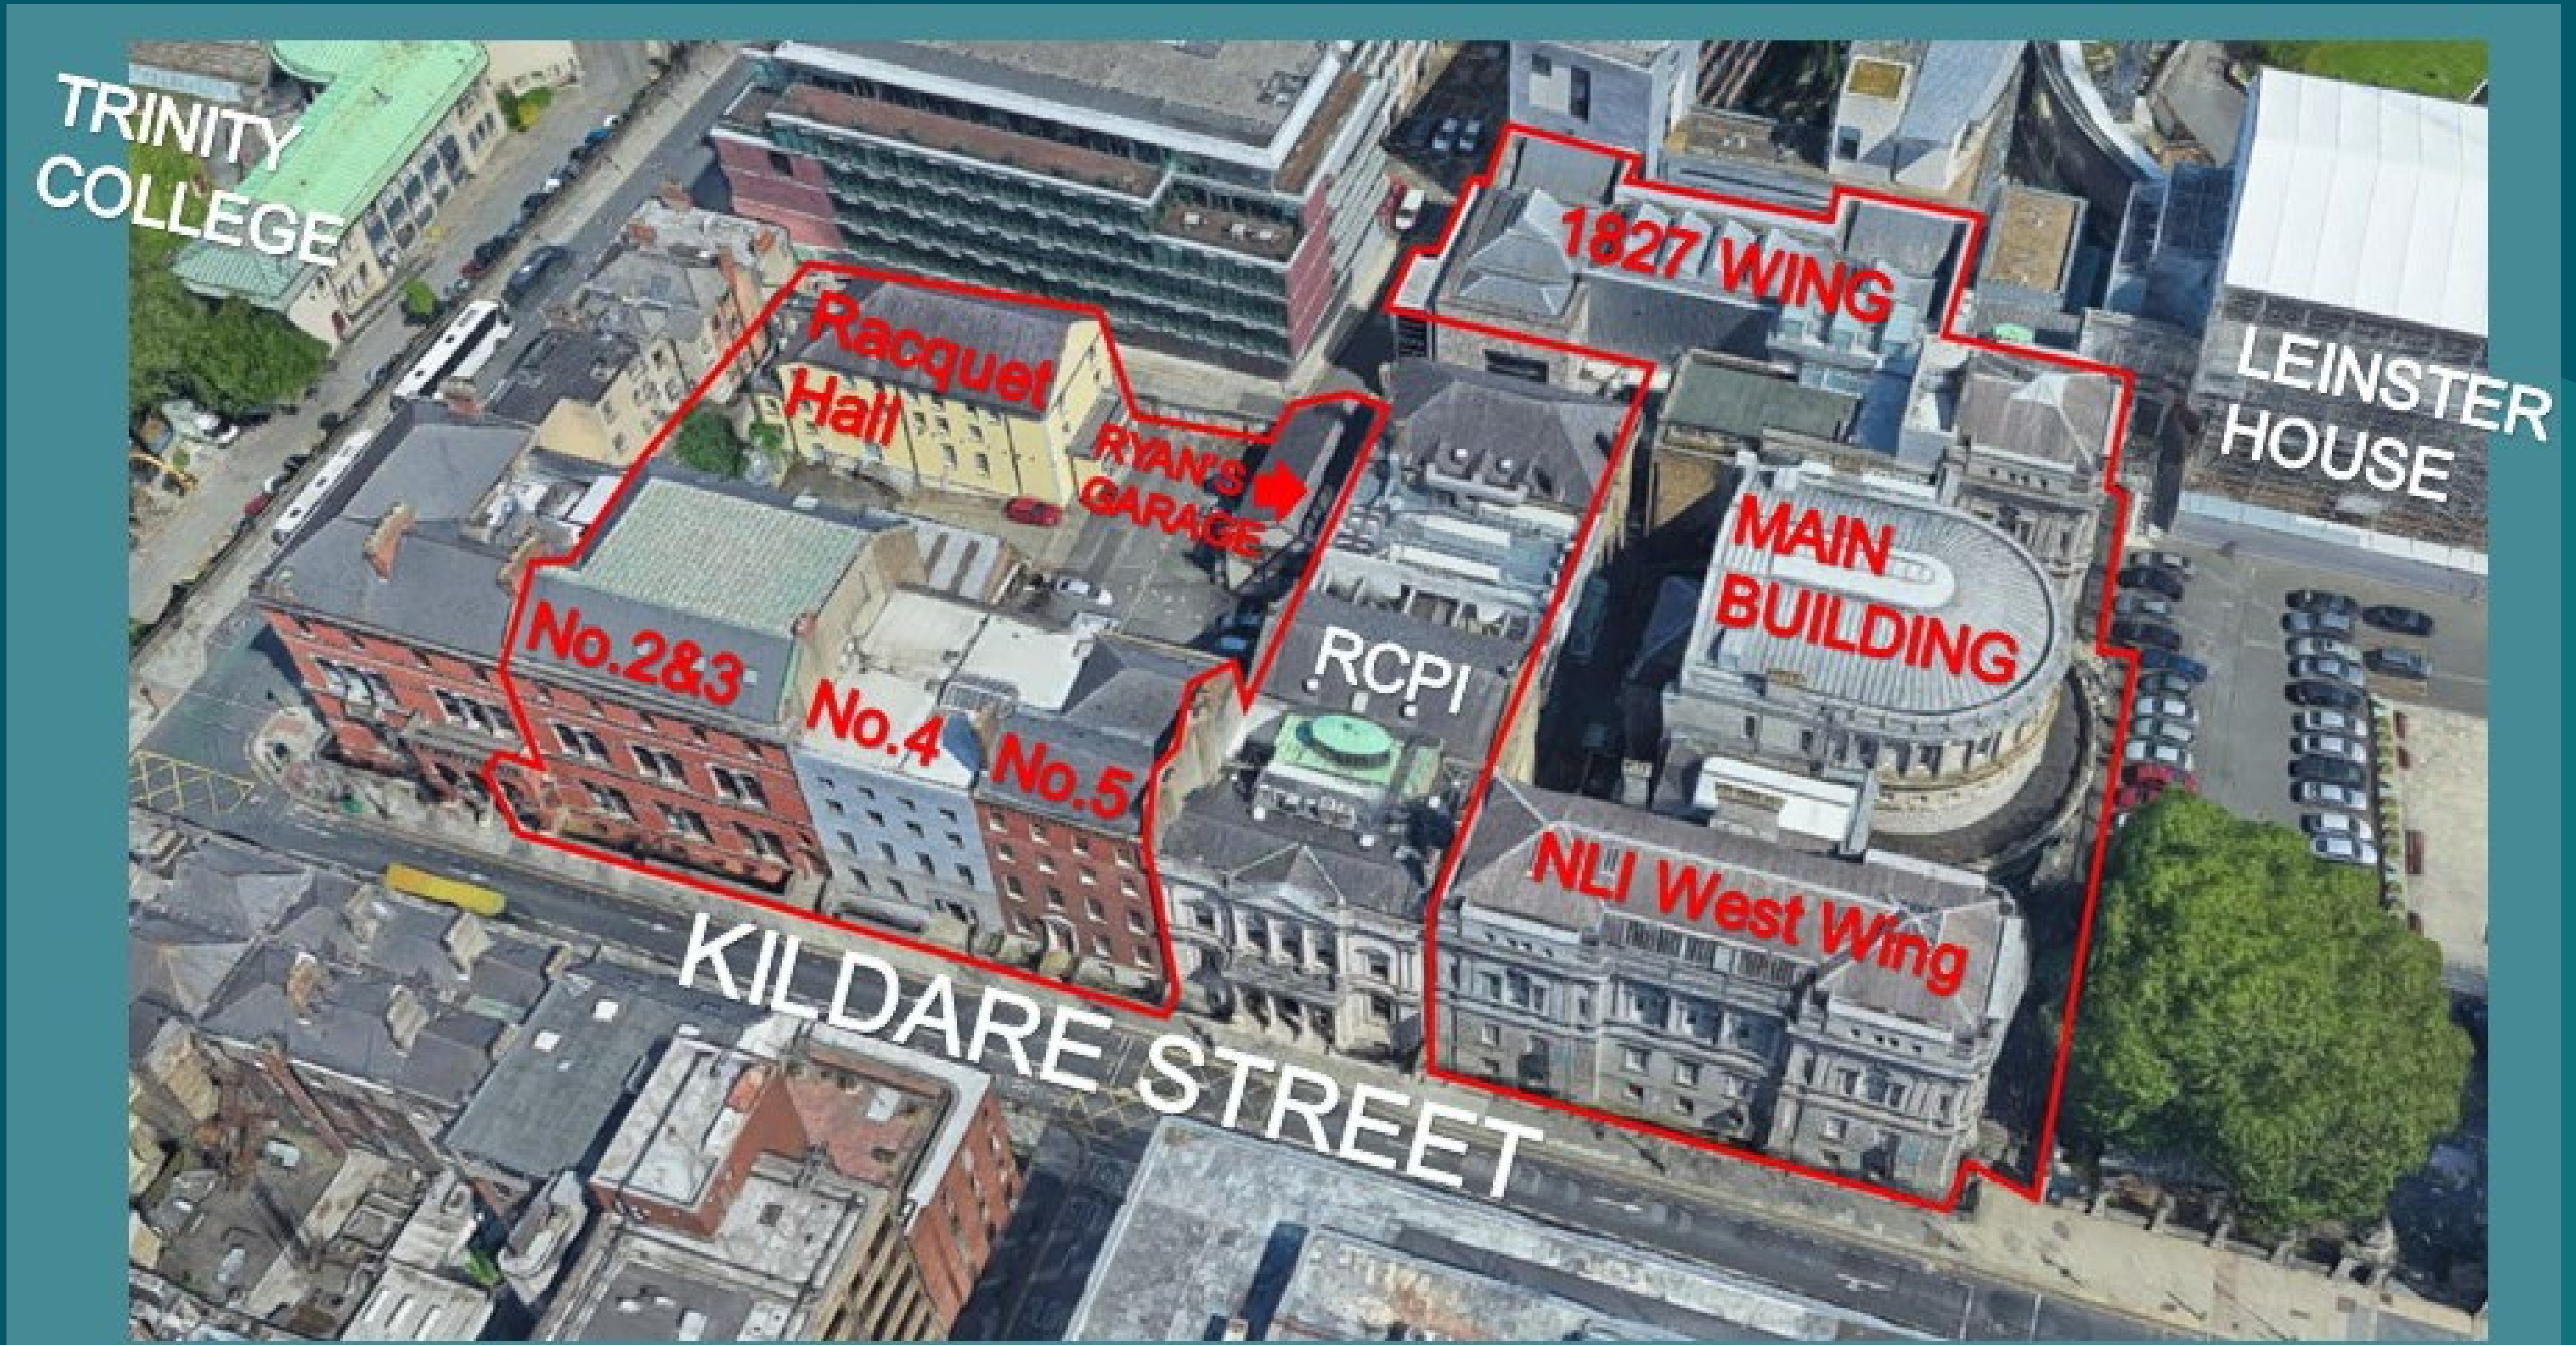 TRINITY
COLLEGE
1827 WING
Racquet
Hall
RYAN'S
GARAGE
LEINSTER
HOUSE
MAIN
BUILDING
No.2&3
RCPI
No.4
No.5
NLI West Wing
KILDARE STREET